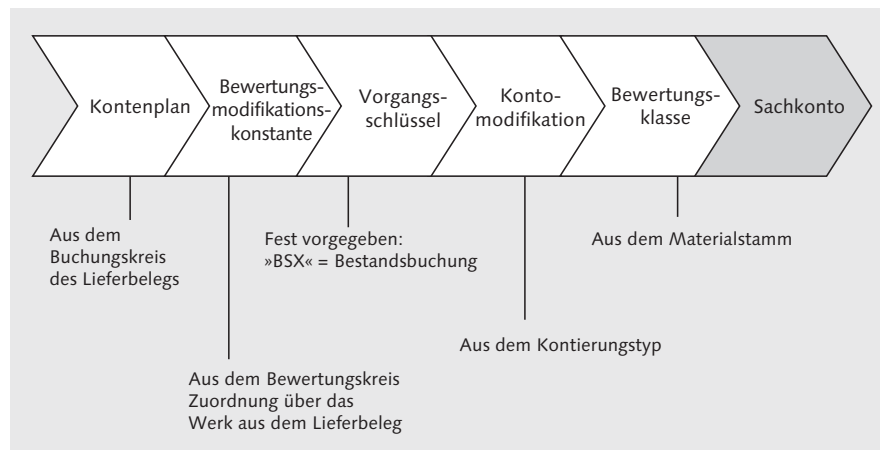 Kontenplan
Bewertungs-
modifikations-
konstante
Vorgangs-
schlüssel
Konto-
modifikation
Bewertungs-
klasse
Sachkonto
Aus dem
Buchungskreis
des Lieferbelegs
Fest vorgegeben:
»BSX« = Bestandsbuchung
Aus dem Materialstamm
Aus dem Kontierungstyp
Aus dem Bewertungskreis
Zuordnung über das
Werk aus dem Lieferbeleg